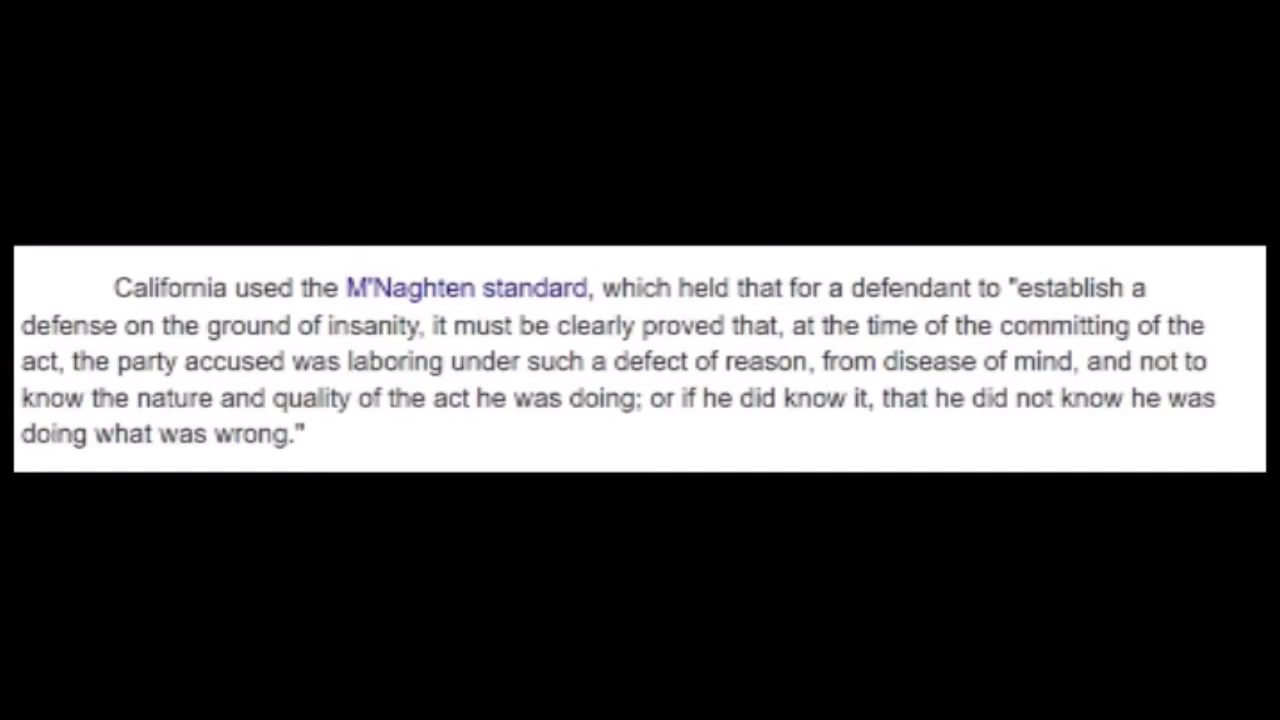 California used the M'Naghten standard, which held that for a defendant to "establish a
defense on the ground of insanity, it must be clearly proved that, at the time of the committing of the
act, the party accused was laboring under such a defect of reason, from disease of mind, and not to
know the nature and quality of the act he was doing; or if he did know it, that he did not know he was
doing what was wrong."